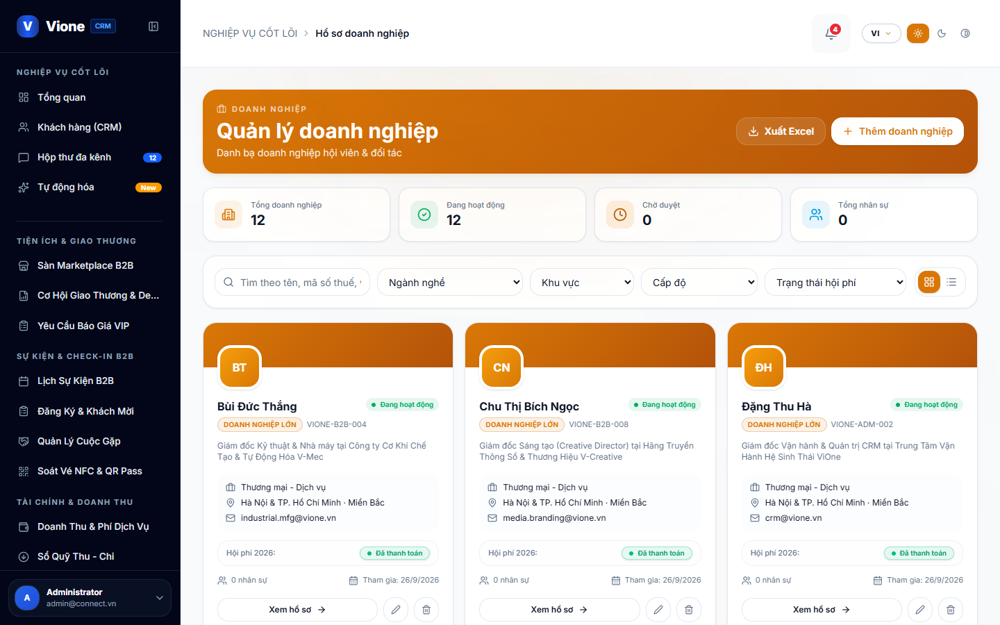 V Vione CRM
NGHIỆP VỤ CỐT LÕI
Tổng quan
Khách hàng (CRM)
Hộp thư đa kênh 12
Tự động hóa New
TIỆN ÍCH & GIAO THƯƠNG
Sàn Marketplace B2B
Cơ Hội Giao Thương & De...
Yêu Cầu Báo Giá VIP
SỰ KIỆN & CHECK-IN B2B
Lịch Sự Kiện B2B
Đăng Ký & Khách Mời
Quản Lý Cuộc Gặp
Soát Vé NFC & QR Pass
TÀI CHÍNH & DOANH THU
Doanh Thu & Phí Dịch Vụ
Sổ Quỹ Thu - Chi
A Administrator
admin@connect.vn
NGHIỆP VỤ CỐT LÕI > Hồ sơ doanh nghiệp
4
VI
DOANH NGHIỆP
Quản lý doanh nghiệp
Danh bạ doanh nghiệp hội viên & đối tác
Xuất Excel
Thêm doanh nghiệp
Tổng doanh nghiệp
12
Đang hoạt động
12
Chờ duyệt
0
Tổng nhân sự
0
Tìm theo tên, mã số thuế,
Ngành nghề
Khu vực
Cấp độ
Trạng thái hội phí
BT
Bùi Đức Thắng
Đang hoạt động
DOANH NGHIỆP LỚN VIONE-B2B-004
Giám đốc Kỹ thuật & Nhà máy tại Công ty Cơ Khí Chế
Tạo & Tự Động Hóa V-Mec
Thương mại - Dịch vụ
Hà Nội & TP. Hồ Chí Minh · Miền Bắc
industrial.mfg@vione.vn
Hội phí 2026: Đã thanh toán
0 nhân sự Tham gia: 26/9/2026
Xem hồ sơ
CN
Chu Thị Bích Ngọc
Đang hoạt động
DOANH NGHIỆP LỚN VIONE-B2B-008
Giám đốc Sáng tạo (Creative Director) tại Hãng Truyền
Thông Số & Thương Hiệu V-Creative
Thương mại - Dịch vụ
Hà Nội & TP. Hồ Chí Minh · Miền Bắc
media.branding@vione.vn
Hội phí 2026: Đã thanh toán
0 nhân sự Tham gia: 26/9/2026
Xem hồ sơ
ĐH
Đặng Thu Hà
Đang hoạt động
DOANH NGHIỆP LỚN VIONE-ADM-002
Giám đốc Vận hành & Quản trị CRM tại Trung Tâm Vận
Hành Hệ Sinh Thái ViOne
Thương mại - Dịch vụ
Hà Nội & TP. Hồ Chí Minh · Miền Bắc
crm@vione.vn
Hội phí 2026: Đã thanh toán
0 nhân sự Tham gia: 26/9/2026
Xem hồ sơ